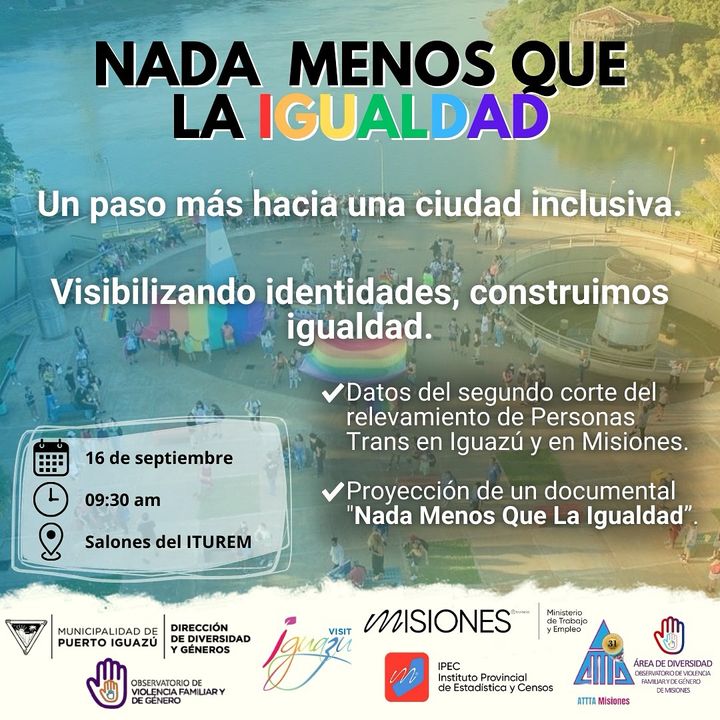 NADA MENOS QUE
LA IGUALDAD
Un paso más hacia una ciudad inclusiva.
Visibilizando identidades, construimos
igualdad.
✔Datos del segundo corte del
relevamiento de Personas
Trans en Iguazú y en Misiones.
✔Proyección de un documental
"Nada Menos Que La Igualdad”.
16 de septiembre
09:30 am
Salones del ITUREM
MUNICIPALIDAD DE
PUERTO IGUAZÚ
DIRECCIÓN
DE DIVERSIDAD
Y GÉNEROS
VISIT
iguazu
MISIONES
Ministerio
de Trabajo
y Empleo
OBSERVATORIO DE
VIOLENCIA FAMILIAR Y
DE GÉNERO
IPEC
Instituto Provincial
de Estadística y Censos
31
ATTTA Misiones
ÁREA DE DIVERSIDAD
OBSERVATORIO DE VIOLENCIA
FAMILIAR Y DE GÉNERO
DE MISIONES